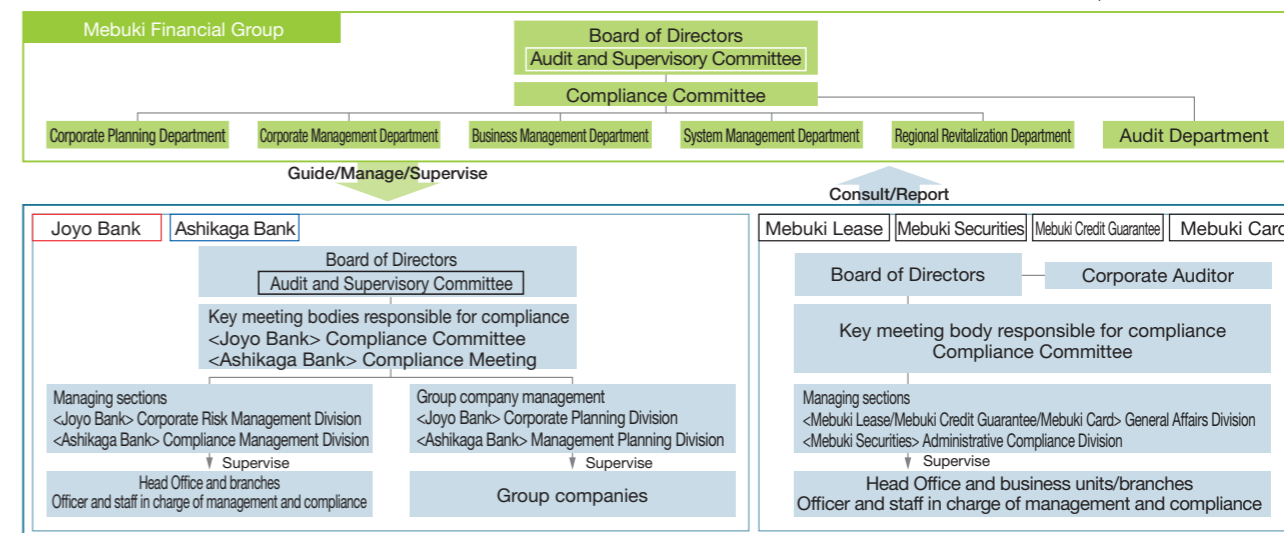 Mebuki Financial Group
Board of Directors
Audit and Supervisory Committee
Compliance Committee
Corporate Planning Department
Corporate Management Department
Business Management Department
System Management Department
Regional Revitalization Department
Audit Department
Guide/Manage/Supervise
Consult/Report
Joyo Bank
Ashikaga Bank
Board of Directors
Audit and Supervisory Committee
Key meeting bodies responsible for compliance
<Joyo Bank> Compliance Committee
<Ashikaga Bank> Compliance Meeting
Managing sections
<Joyo Bank> Corporate Risk Management Division
<Ashikaga Bank> Compliance Management Division
Supervise
Head Office and branches
Officer and staff in charge of management and compliance
Group company management
<Joyo Bank> Corporate Planning Division
<Ashikaga Bank> Management Planning Division
Supervise
Group companies
Mebuki Lease
Mebuki Securities
Mebuki Credit Guarantee
Mebuki Card
Board of Directors
Corporate Auditor
Key meeting body responsible for compliance
Compliance Committee
Managing sections
<Mebuki Lease/Mebuki Credit Guarantee/Mebuki Card> General Affairs Division
<Mebuki Securities> Administrative Compliance Division
Supervise
Head Office and business units/branches
Officer and staff in charge of management and compliance